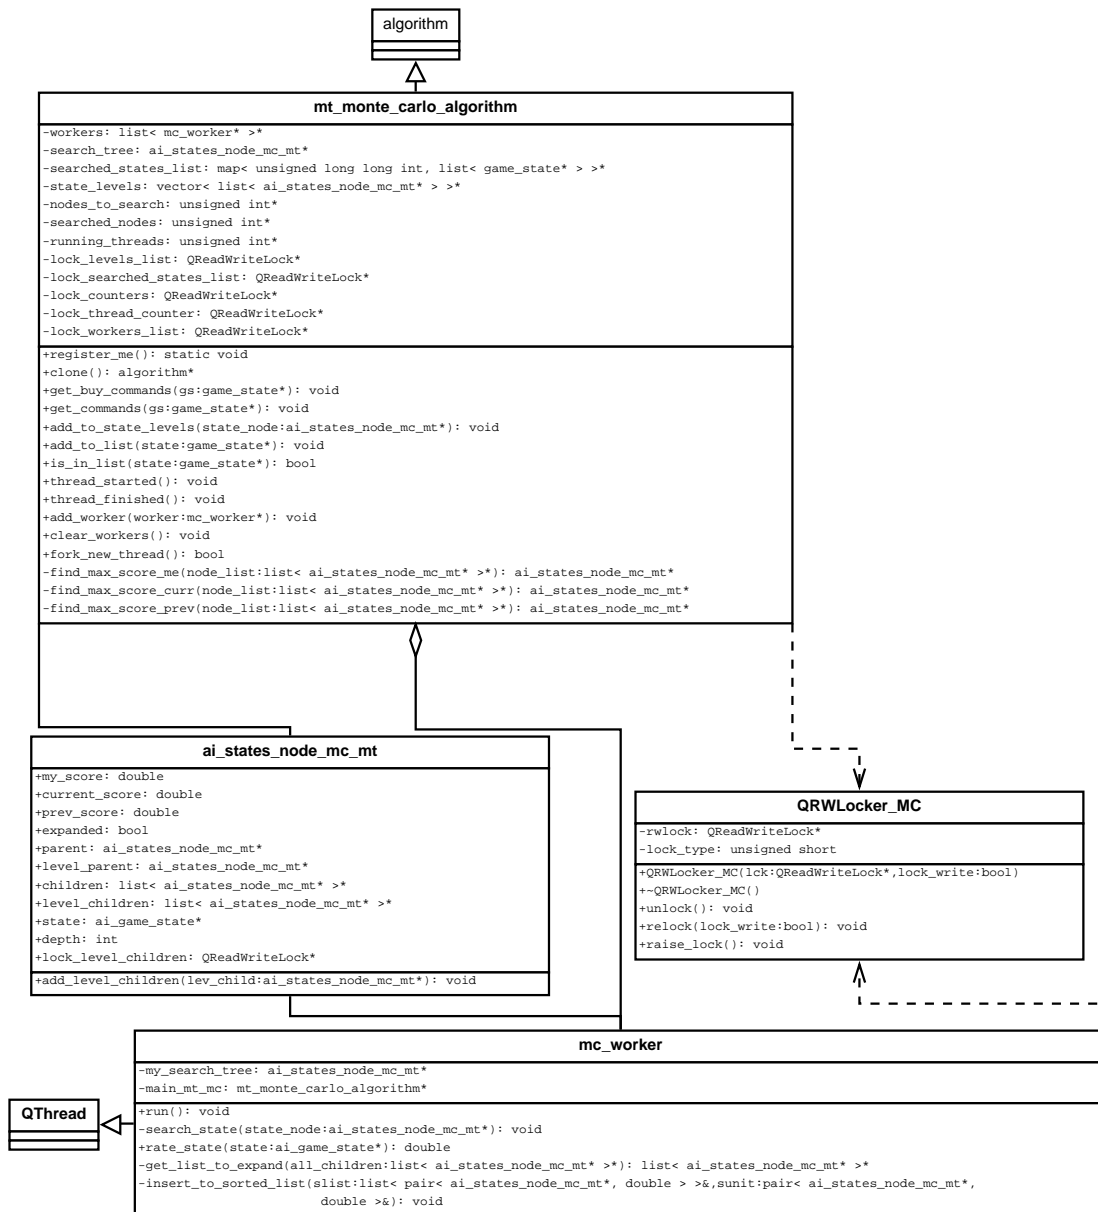 algorithm
mt_monte_carlo_algorithm
-workers: list< mc_worker* >*
-search_tree: ai_states_node_mc_mt*
-searched_states_list: map< unsigned long long int, list< game_state* > >*
-state_levels: vector< list< ai_states_node_mc_mt* > >*
-nodes_to_search: unsigned int*
-searched_nodes: unsigned int*
-running_threads: unsigned int*
-lock_levels_list: QReadWriteLock*
-lock_searched_states_list: QReadWriteLock*
-lock_counters: QReadWriteLock*
-lock_thread_counter: QReadWriteLock*
-lock_workers_list: QReadWriteLock*
+register_me(): static void
+clone(): algorithm*
+get_buy_commands(gs:game_state*): void
+get_commands(gs:game_state*): void
+add_to_state_levels(state_node:ai_states_node_mc_mt*): void
+add_to_list(state:game_state*): void
+is_in_list(state:game_state*): bool
+thread_started(): void
+thread_finished(): void
+add_worker(worker:mc_worker*): void
+clear_workers(): void
+fork_new_thread(): bool
-find_max_score_me(node_list:list< ai_states_node_mc_mt* >*): ai_states_node_mc_mt*
-find_max_score_curr(node_list:list< ai_states_node_mc_mt* >*): ai_states_node_mc_mt*
-find_max_score_prev(node_list:list< ai_states_node_mc_mt* >*): ai_states_node_mc_mt*
ai_states_node_mc_mt
+my_score: double
+current_score: double
+prev_score: double
+expanded: bool
+parent: ai_states_node_mc_mt*
+level_parent: ai_states_node_mc_mt*
+children: list< ai_states_node_mc_mt* >*
+level_children: list< ai_states_node_mc_mt* >*
+state: ai_game_state*
+depth: int
+lock_level_children: QReadWriteLock*
+add_level_children(lev_child:ai_states_node_mc_mt*): void
QRWLocker_MC
-rwlock: QReadWriteLock*
-lock_type: unsigned short
+QRWLocker_MC(lck:QReadWriteLock*,lock_write:bool)
+~QRWLocker_MC()
+unlock(): void
+relock(lock_write:bool): void
+raise_lock(): void
mc_worker
-my_search_tree: ai_states_node_mc_mt*
-main_mt_mc: mt_monte_carlo_algorithm*
+run(): void
-search_state(state_node:ai_states_node_mc_mt*): void
+rate_state(state:ai_game_state*): double
-get_list_to_expand(all_children:list< ai_states_node_mc_mt* >*): list< ai_states_node_mc_mt* >*
-insert_to_sorted_list(slist:list< pair< ai_states_node_mc_mt*, double > >&,sunit:pair< ai_states_node_mc_mt*,
double >&): void
QThread